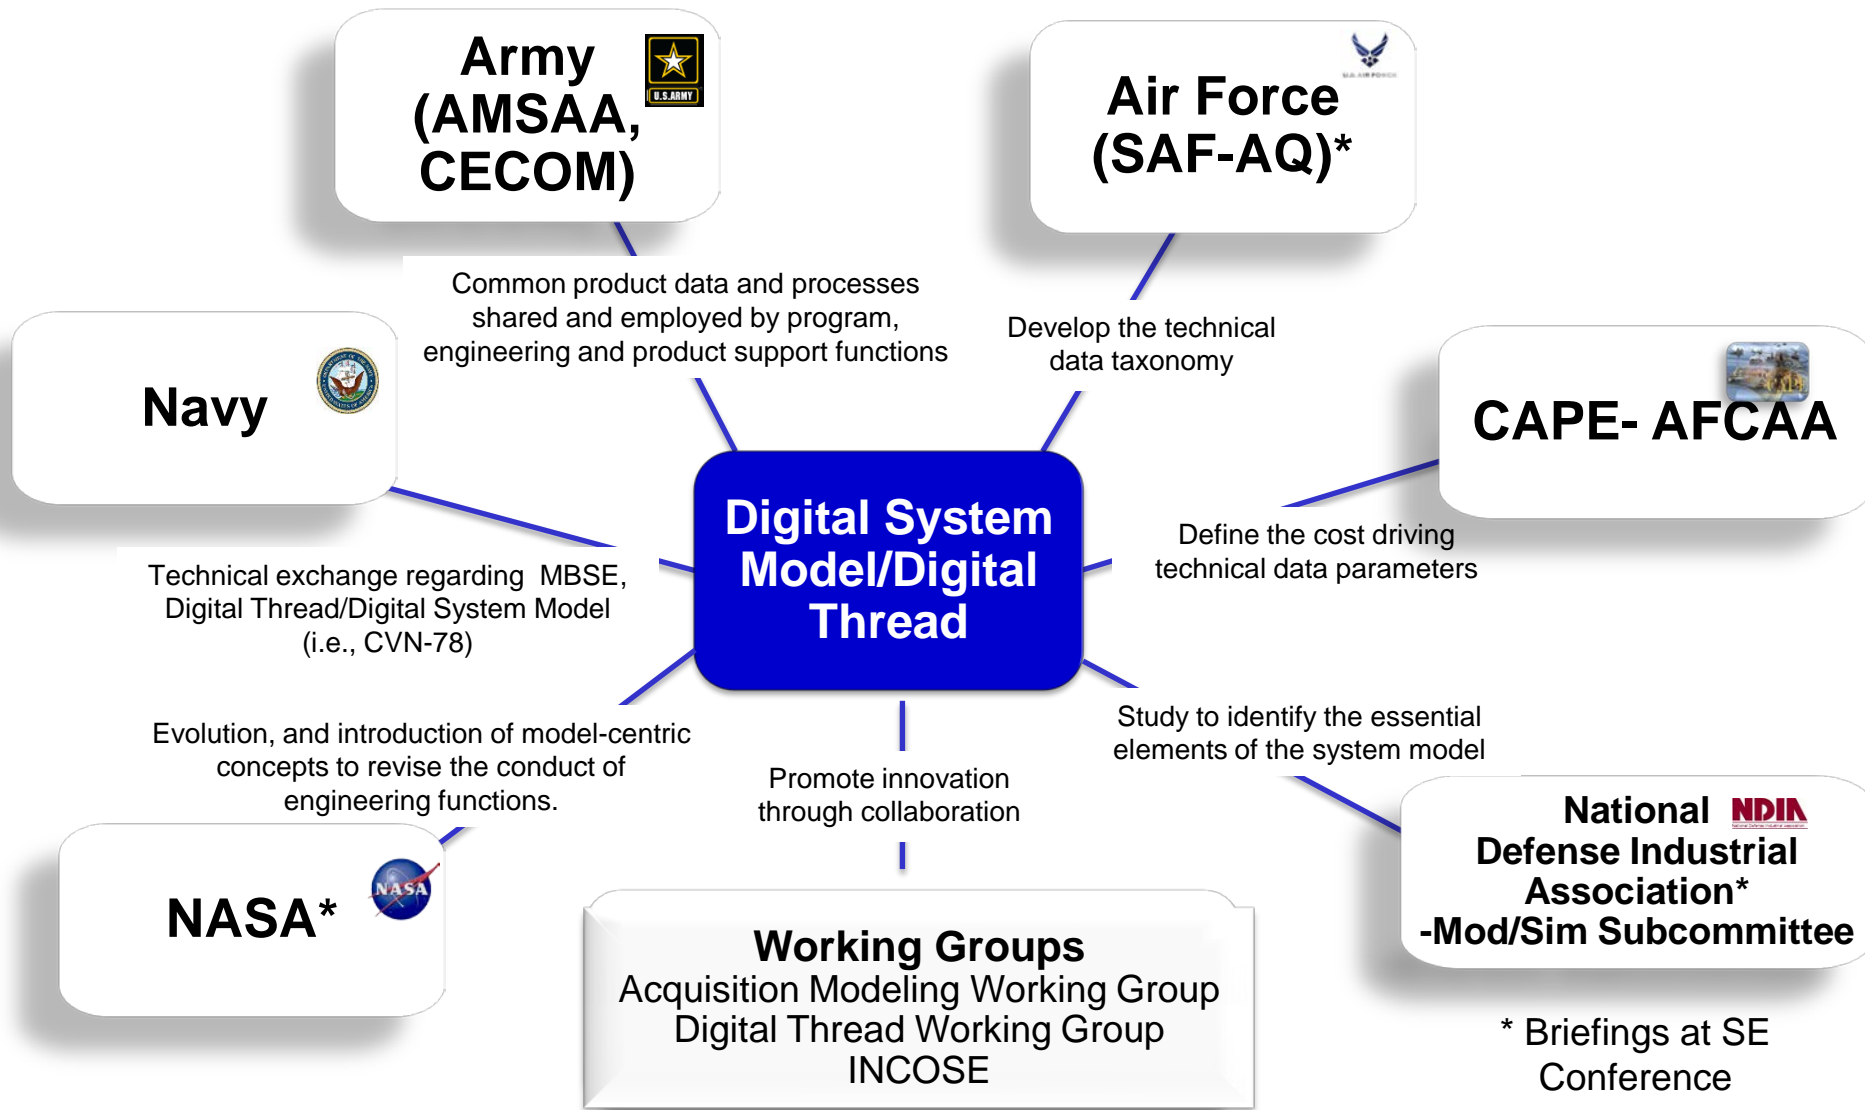 Army
(AMSAA,
CECOM)
U.S.ARMY
Air Force
(SAF-AQ)*
U.S. AIR FORCE
Common product data and processes
shared and employed by program,
engineering and product support functions
Develop the technical
data taxonomy
Navy
CAPE- AFCAA
Digital System
Model/Digital
Thread
Define the cost driving
technical data parameters
Technical exchange regarding  MBSE,
Digital Thread/Digital System Model
(i.e., CVN-78)
Evolution, and introduction of model-centric
concepts to revise the conduct of
engineering functions.
Promote innovation
through collaboration
Study to identify the essential
elements of the system model
NASA*
NASA
Working Groups
Acquisition Modeling Working Group
Digital Thread Working Group
INCOSE
National NDIA
Defense Industrial
Association*
-Mod/Sim Subcommittee
* Briefings at SE
Conference